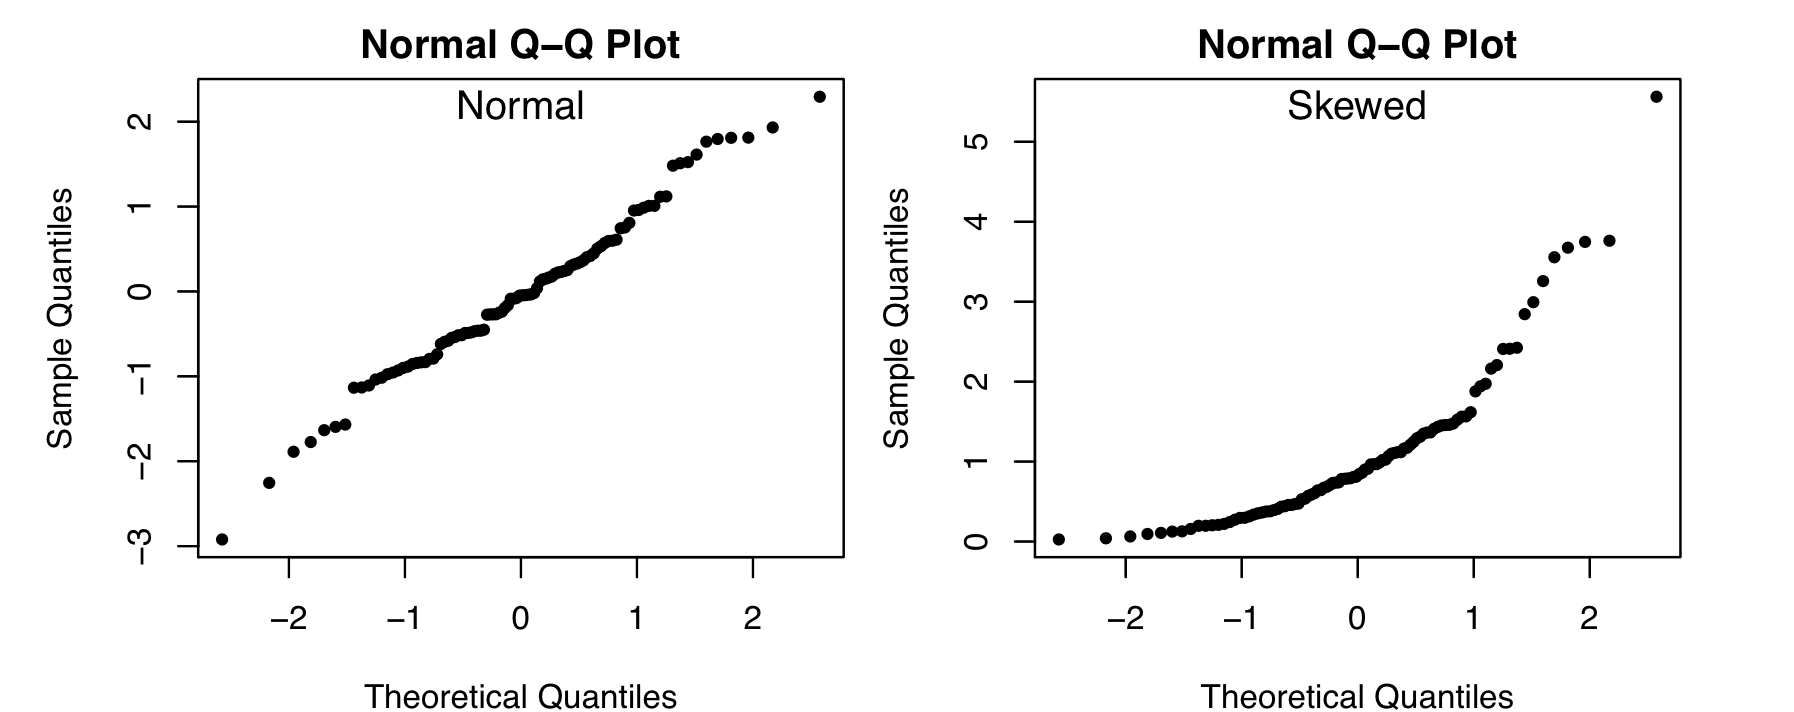 Normal Q–Q Plot
Normal
Sample Quantiles
2
1
0
−1
−2
−3
−2 −1 0 1 2
Theoretical Quantiles
Normal Q–Q Plot
Skewed
Sample Quantiles
5
4
3
2
1
0
−2 −1 0 1 2
Theoretical Quantiles